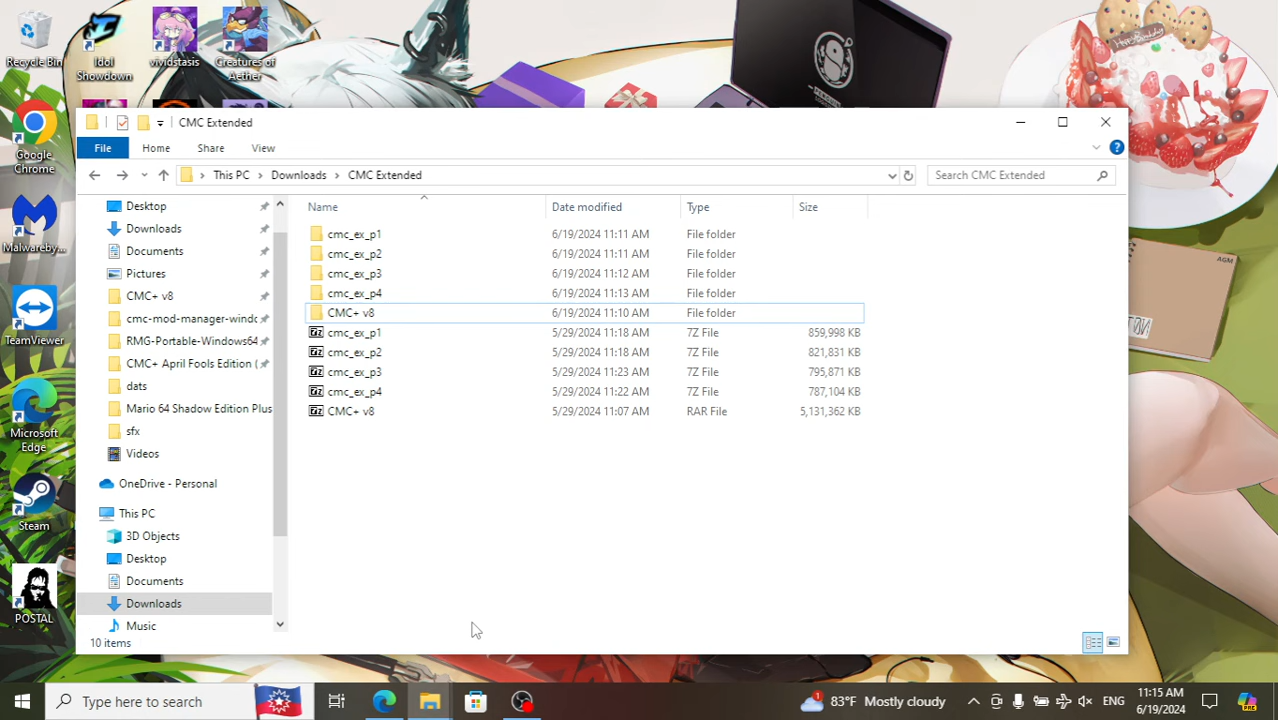 Recycle Bin
Idol Showdown
vividstasis
Creatures of Aether
Google Chrome
Malwareby...
TeamViewer
Microsoft Edge
Steam
POSTAL
CMC Extended
File Home Share View
This PC > Downloads > CMC Extended
Search CMC Extended
Name Date modified Type Size
Desktop
Downloads
Documents
Pictures
CMC+ v8
cmc-mod-manager-windo
RMG-Portable-Windows64
CMC+ April Fools Edition (
dats
Mario 64 Shadow Edition Plus
sfx
Videos
OneDrive - Personal
This PC
3D Objects
Desktop
Documents
Downloads
Music
cmc_ex_p1 6/19/2024 11:11 AM File folder
cmc_ex_p2 6/19/2024 11:11 AM File folder
cmc_ex_p3 6/19/2024 11:12 AM File folder
cmc_ex_p4 6/19/2024 11:13 AM File folder
CMC+ v8 6/19/2024 11:10 AM File folder
cmc_ex_p1 5/29/2024 11:18 AM 7Z File 859,998 KB
cmc_ex_p2 5/29/2024 11:18 AM 7Z File 821,831 KB
cmc_ex_p3 5/29/2024 11:23 AM 7Z File 795,871 KB
cmc_ex_p4 5/29/2024 11:22 AM 7Z File 787,104 KB
CMC+ v8 5/29/2024 11:07 AM RAR File 5,131,362 KB
10 items
AGM
Type here to search
1
83°F Mostly cloudy
ENG
11:15 AM
6/19/2024
PRE